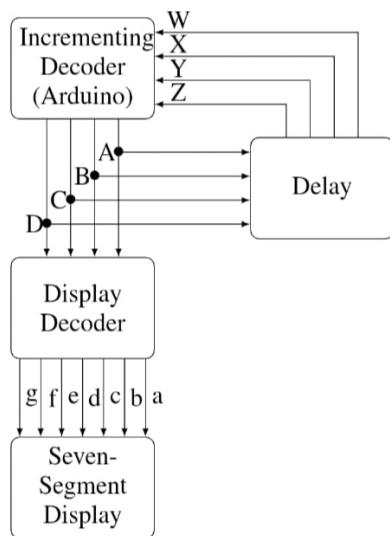 W
Incrementing
X
Decoder
Y
(Arduino)
Z
A
B
Delay
C
D
Display
Decoder
g f e d c b a
Seven-
Segment
Display